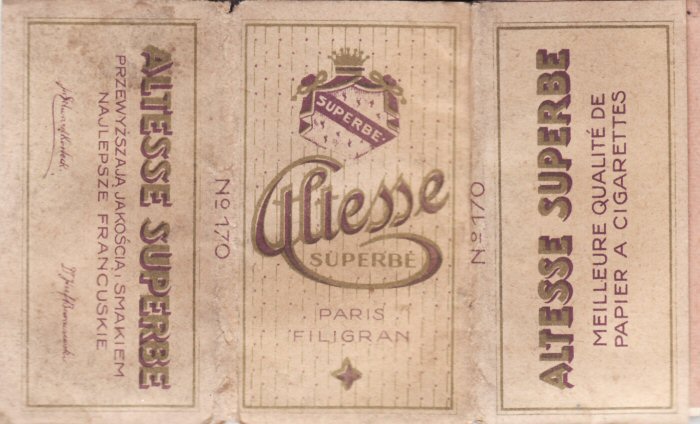 ALTESSE SUPERBE
PRZEWYŻSZAJĄ JAKOŚCIĄ I SMAKIEM
NAJLEPSZE FRANCUSKIE
No 170
SUPERBE
Altesse
SUPERBE
PARIS
FILIGRAN
No 170
ALTESSE SUPERBE
MEILLEURE QUALITÉ DE
PAPIER A CIGARETTES